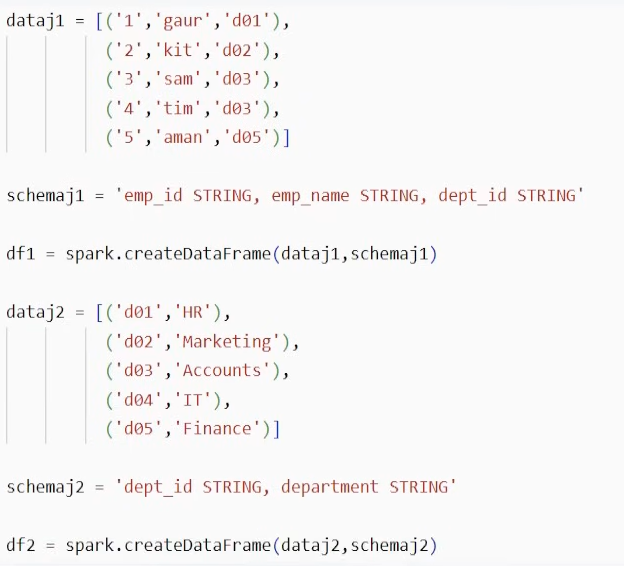 dataj1 = [('1','gaur','d01'),
('2','kit','d02'),
('3','sam','d03'),
('4','tim','d03'),
('5','aman','d05')]
schemaj1 = 'emp_id STRING, emp_name STRING, dept_id STRING'
df1 = spark.createDataFrame(dataj1,schemaj1)
dataj2 = [('d01','HR'),
('d02','Marketing'),
('d03','Accounts'),
('d04','IT'),
('d05','Finance')]
schemaj2 = 'dept_id STRING, department STRING'
df2 = spark.createDataFrame(dataj2,schemaj2)